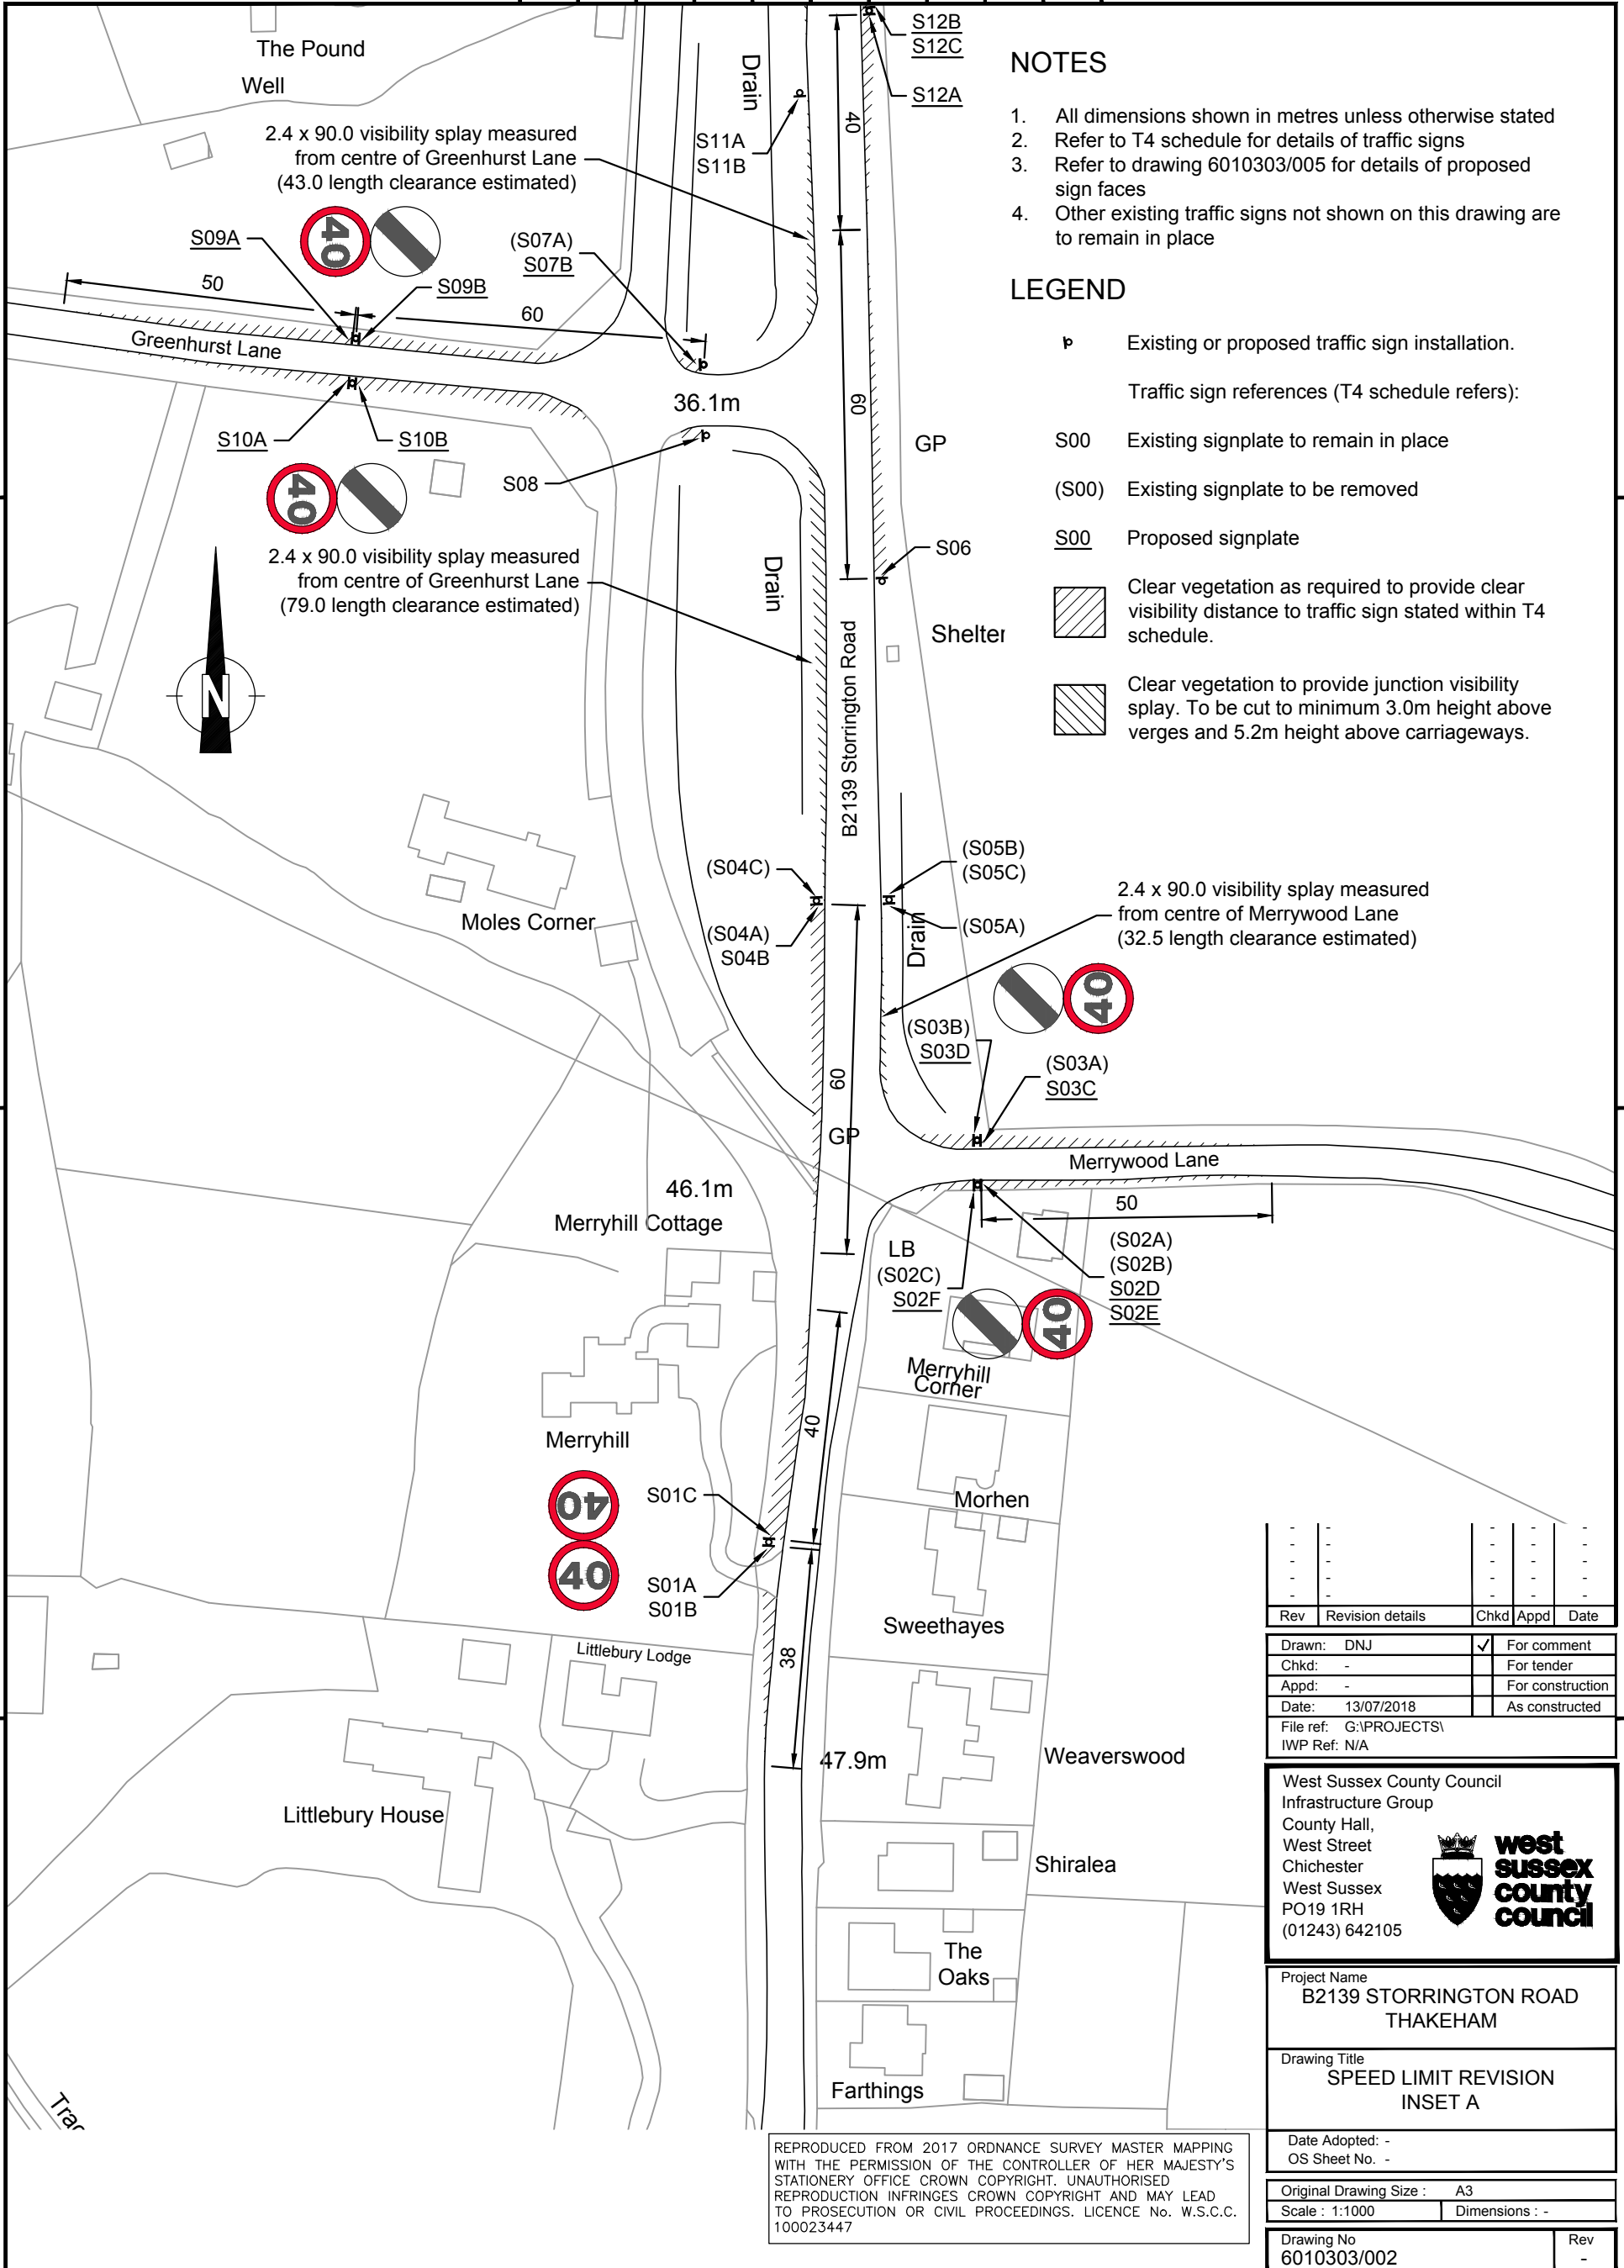 The Pound
Well
2.4 x 90.0 visibility splay measured
from centre of Greenhurst Lane
(43.0 length clearance estimated)
Drain
S11A
S11B
40
S12B
S12C
S12A
NOTES
1. All dimensions shown in metres unless otherwise stated
2. Refer to T4 schedule for details of traffic signs
3. Refer to drawing 6010303/005 for details of proposed
sign faces
4. Other existing traffic signs not shown on this drawing are
to remain in place
S09A
40
(S07A)
S07B
50
S09B
60
Greenhurst Lane
36.1m
60
GP
S10A
S10B
40
S08
2.4 x 90.0 visibility splay measured
from centre of Greenhurst Lane
(79.0 length clearance estimated)
Drain
S06
Shelter
B2139 Storrington Road
N
LEGEND
Existing or proposed traffic sign installation.
Traffic sign references (T4 schedule refers):
S00 Existing signplate to remain in place
(S00) Existing signplate to be removed
S00 Proposed signplate
Clear vegetation as required to provide clear
visibility distance to traffic sign stated within T4
schedule.
Clear vegetation to provide junction visibility
splay. To be cut to minimum 3.0m height above
verges and 5.2m height above carriageways.
Moles Corner
(S04C)
(S04A)
S04B
(S05B)
(S05C)
(S05A)
Drain
2.4 x 90.0 visibility splay measured
from centre of Merrywood Lane
(32.5 length clearance estimated)
40
(S03B)
S03D
(S03A)
S03C
60
GP
Merrywood Lane
46.1m
Merryhill Cottage
50
LB
(S02C)
S02F
(S02A)
(S02B)
S02D
S02E
40
Merryhill
Corner
40
Merryhill
Morhen
40
S01C
40
S01A
S01B
Sweethayes
Littlebury Lodge
38
47.9m
Weaverswood
Littlebury House
Shiralea
The
Oaks
Farthings
Trac
REPRODUCED FROM 2017 ORDNANCE SURVEY MASTER MAPPING
WITH THE PERMISSION OF THE CONTROLLER OF HER MAJESTY'S
STATIONERY OFFICE CROWN COPYRIGHT. UNAUTHORISED
REPRODUCTION INFRINGES CROWN COPYRIGHT AND MAY LEAD
TO PROSECUTION OR CIVIL PROCEEDINGS. LICENCE No. W.S.C.C.
100023447
- - - - -
- - - - -
- - - - -
- - - - -
- - - - -
Rev Revision details Chkd Appd Date
Drawn: DNJ ✓ For comment
Chkd: - For tender
Appd: - For construction
Date: 13/07/2018 As constructed
File ref: G:\PROJECTS\
IWP Ref: N/A
West Sussex County Council
Infrastructure Group
County Hall,
West Street
Chichester
West Sussex
PO19 1RH
(01243) 642105
west
sussex
county
council
Project Name
B2139 STORRINGTON ROAD
THAKEHAM
Drawing Title
SPEED LIMIT REVISION
INSET A
Date Adopted: -
OS Sheet No. -
Original Drawing Size : A3
Scale : 1:1000 Dimensions : -
Drawing No Rev
6010303/002 -